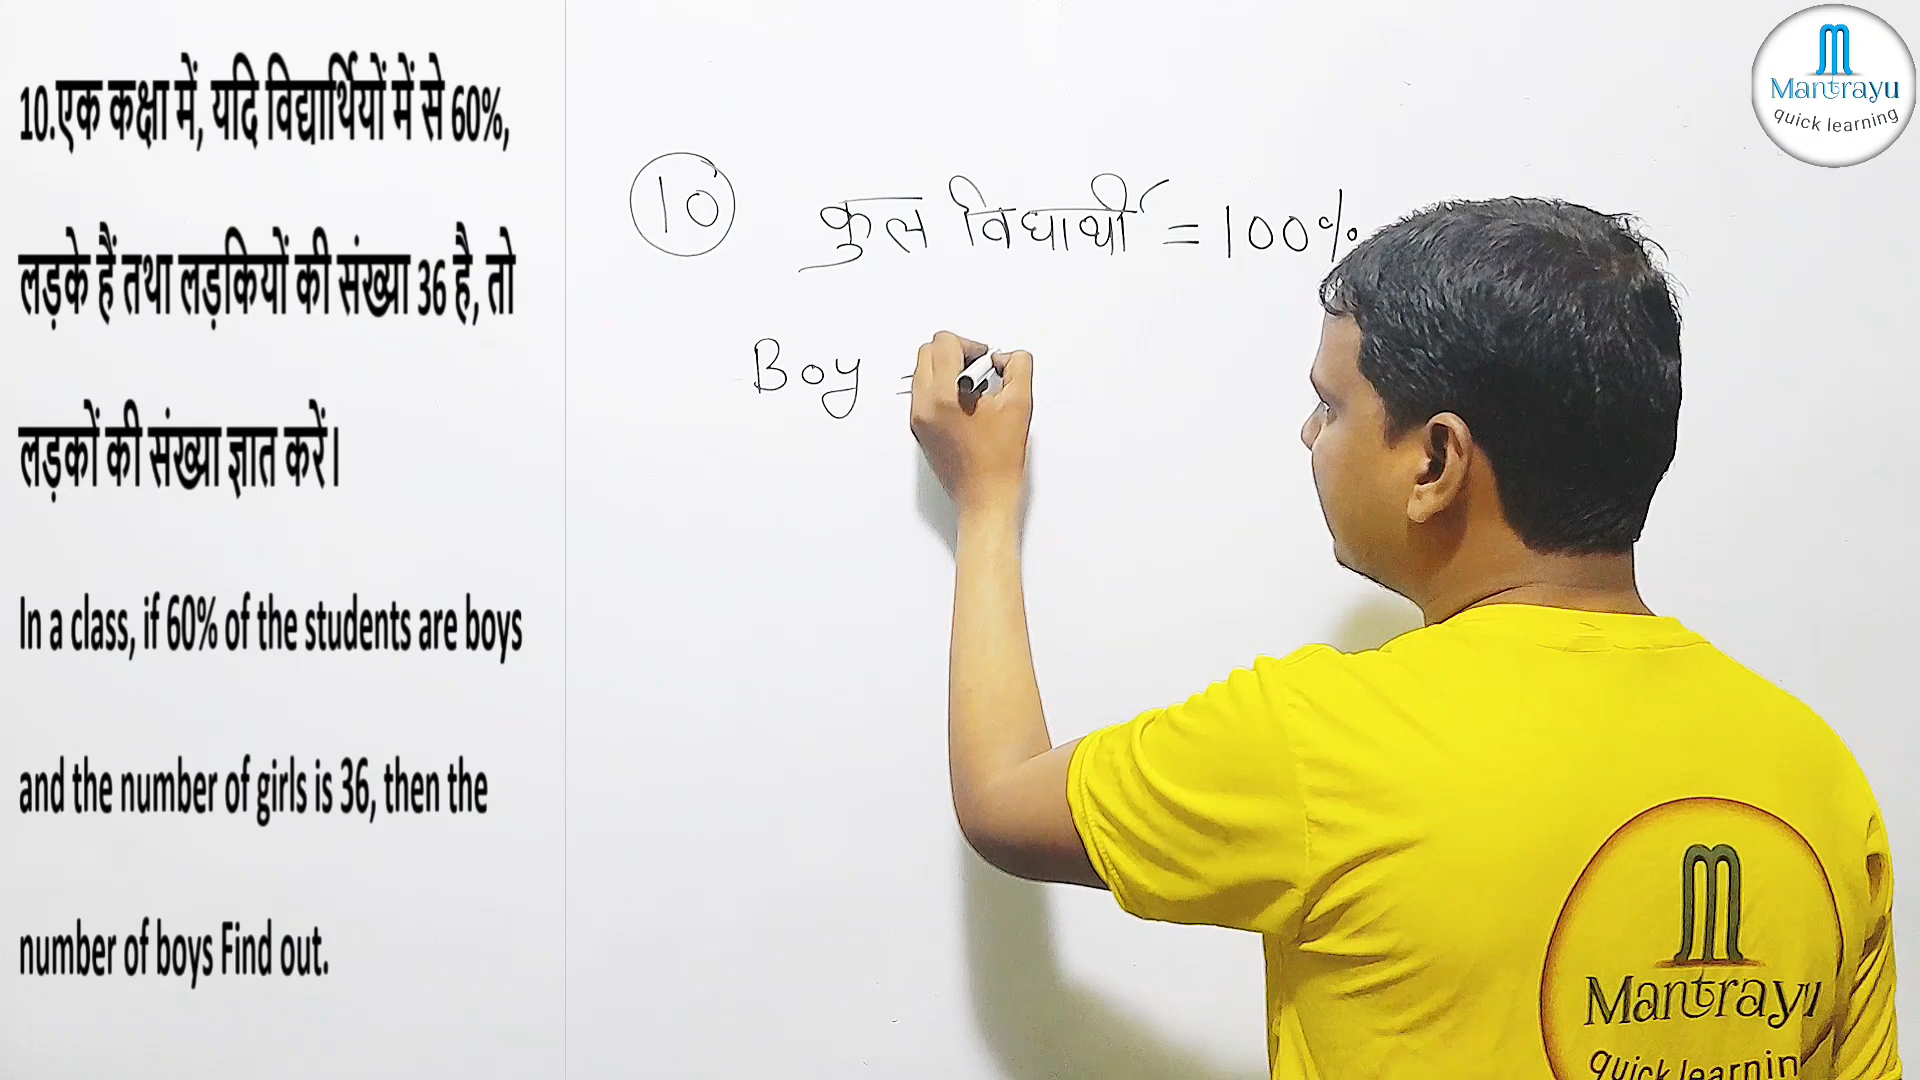 10.एक कक्षा में, यदि विद्यार्थियों में से 60%,
लड़के हैं तथा लड़कियों की संख्या 36 है, तो
लड़कों की संख्या ज्ञात करें।
In a class, if 60% of the students are boys
and the number of girls is 36, then the
number of boys Find out.
10 कुल विद्यार्थी = 100%
Boy =
Mantrayu
quick learning
Mantrayu
quick learnin